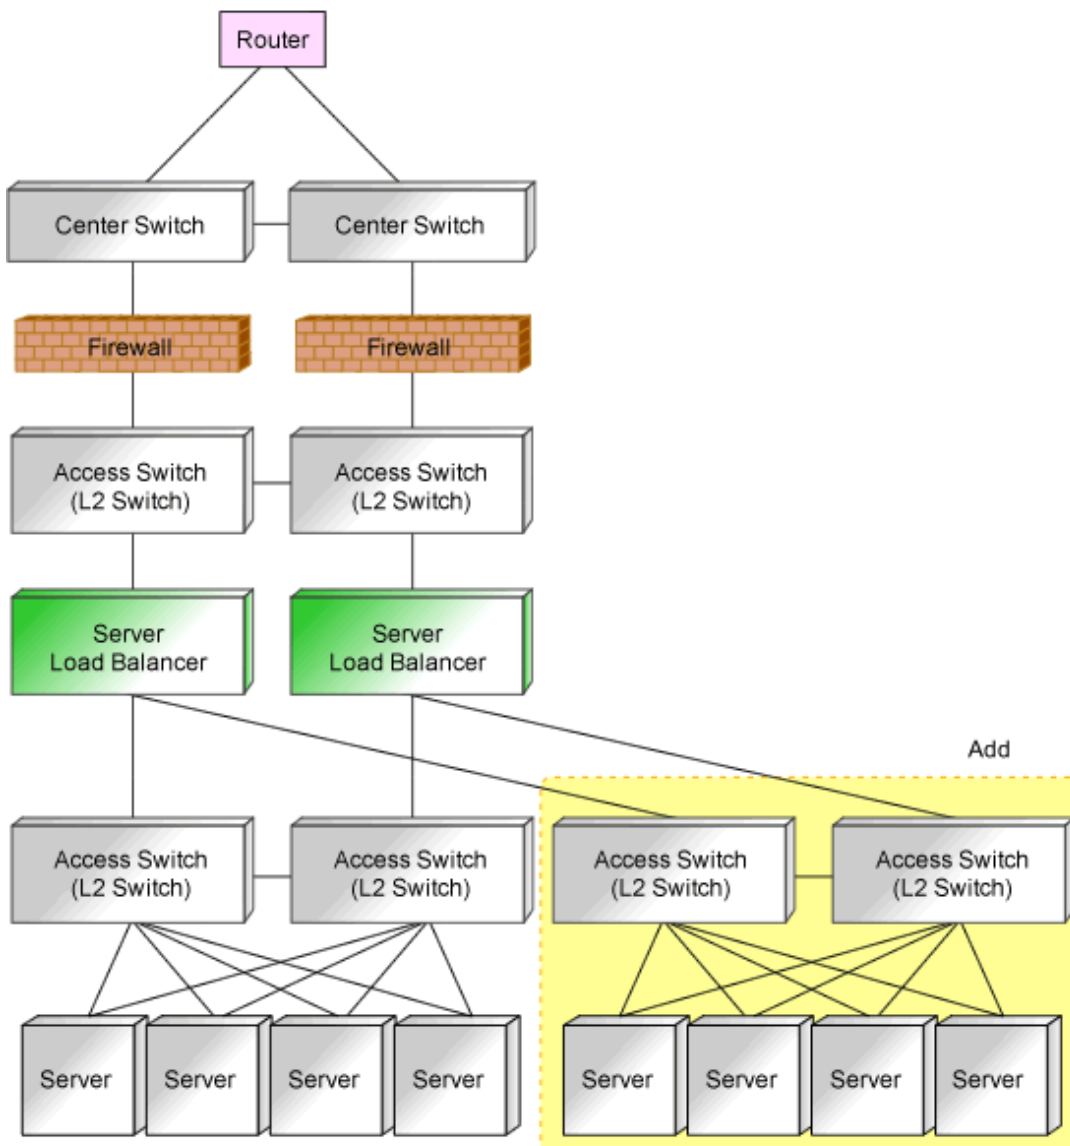 Router
Center Switch
Center Switch
Firewall
Firewall
Access Switch
(L2 Switch)
Access Switch
(L2 Switch)
Server
Load Balancer
Server
Load Balancer
Add
Access Switch
(L2 Switch)
Access Switch
(L2 Switch)
Access Switch
(L2 Switch)
Access Switch
(L2 Switch)
Server
Server
Server
Server
Server
Server
Server
Server